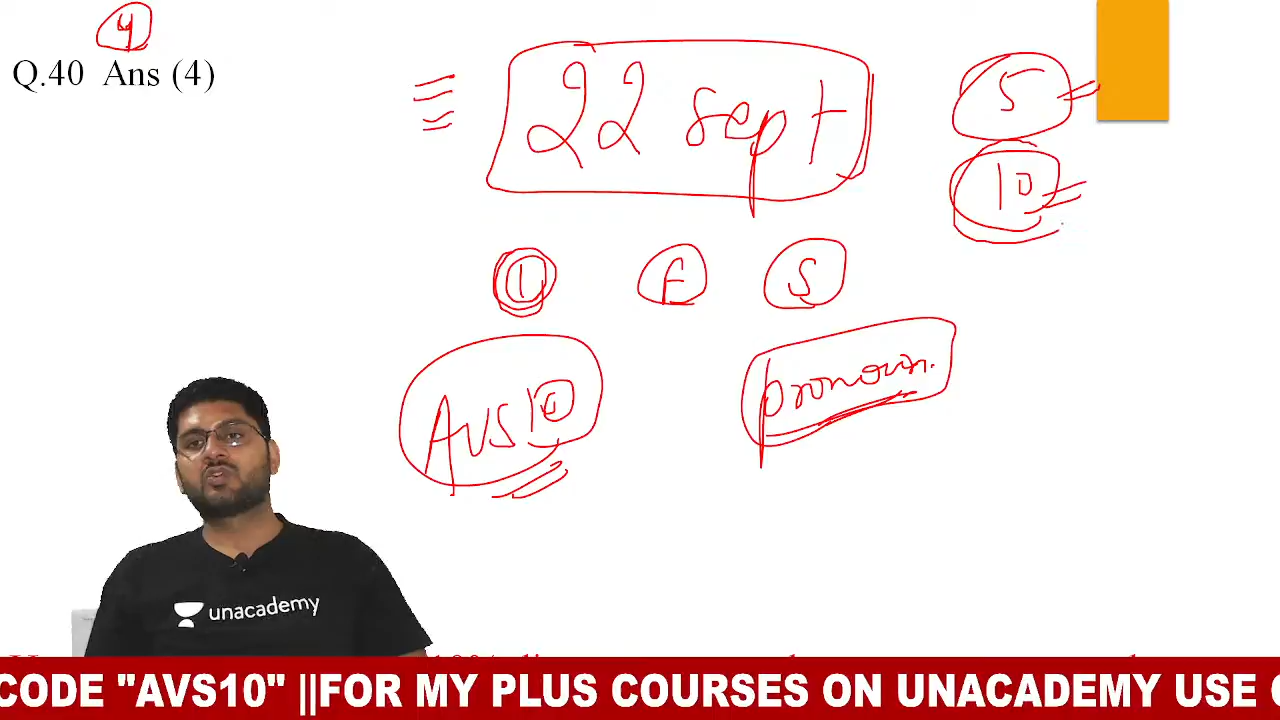 4
Q.40 Ans (4)
22 sept
5
10
1 F S
AVS10
pronoun.
unacademy
CODE "AVS10" ||FOR MY PLUS COURSES ON UNACADEMY USE